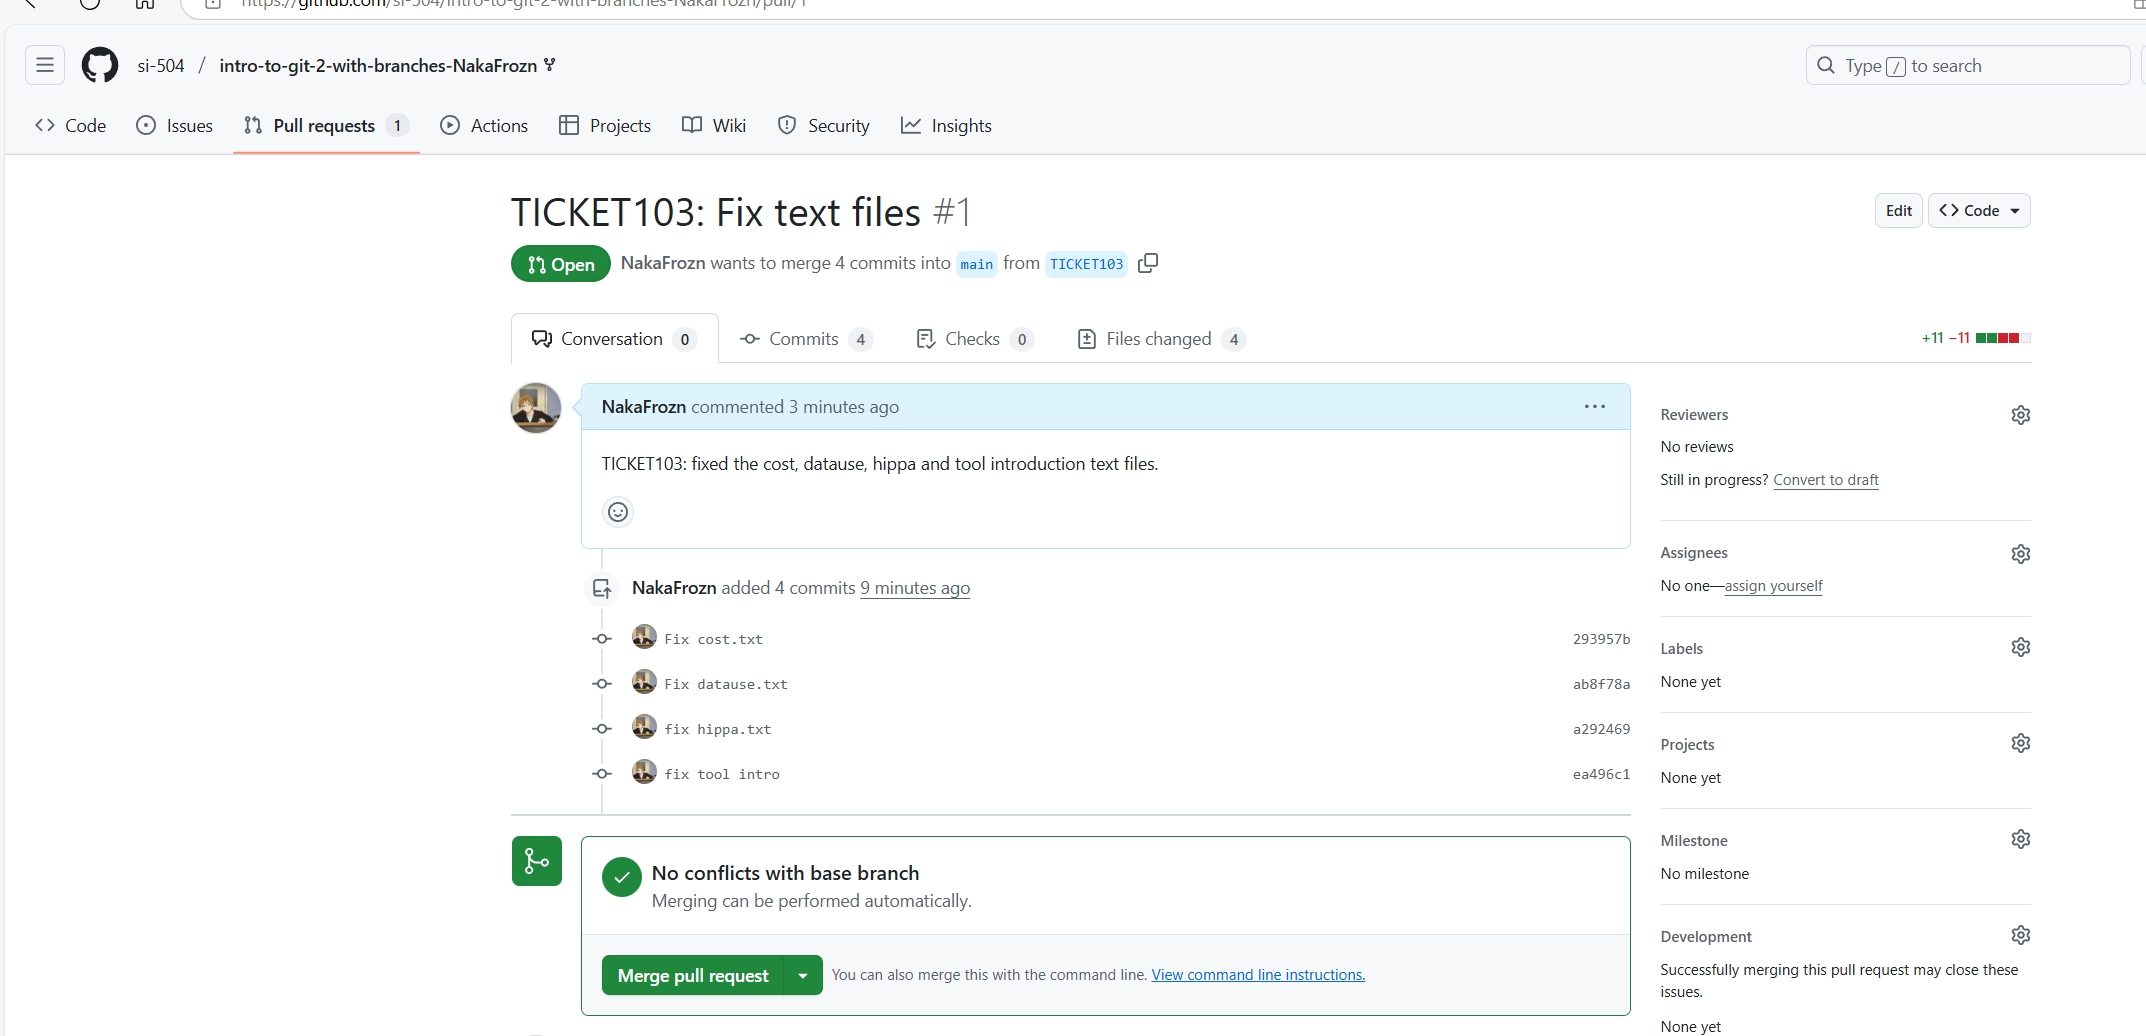 https://github.com/si-504/intro-to-git-2-with-branches-NakaFrozn/pull/1
si-504 / intro-to-git-2-with-branches-NakaFrozn
Type / to search
Code Issues Pull requests 1 Actions Projects Wiki Security Insights
TICKET103: Fix text files #1
Edit
Code
Open NakaFrozn wants to merge 4 commits into main from TICKET103
Conversation 0 Commits 4 Checks 0 Files changed 4
+11 −11
NakaFrozn commented 3 minutes ago
TICKET103: fixed the cost, datause, hippa and tool introduction text files.
NakaFrozn added 4 commits 9 minutes ago
Fix cost.txt 293957b
Fix datause.txt ab8f78a
fix hippa.txt a292469
fix tool intro ea496c1
No conflicts with base branch
Merging can be performed automatically.
Merge pull request
You can also merge this with the command line. View command line instructions.
Reviewers
No reviews
Still in progress? Convert to draft
Assignees
No one—assign yourself
Labels
None yet
Projects
None yet
Milestone
No milestone
Development
Successfully merging this pull request may close these
issues.
None yet